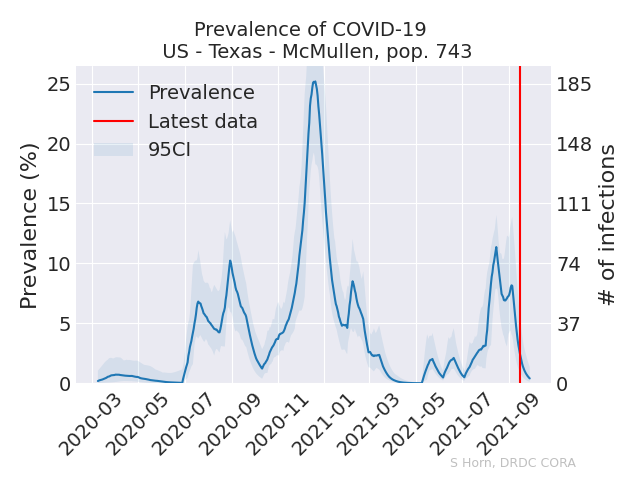 Prevalence of COVID-19
US - Texas - McMullen, pop. 743
Prevalence
Latest data
95CI
Prevalence (%)
25
20
15
10
5
0
185
148
111
74
37
0
# of infections
2020-03
2020-05
2020-07
2020-09
2020-11
2021-01
2021-03
2021-05
2021-07
2021-09
S Horn, DRDC CORA